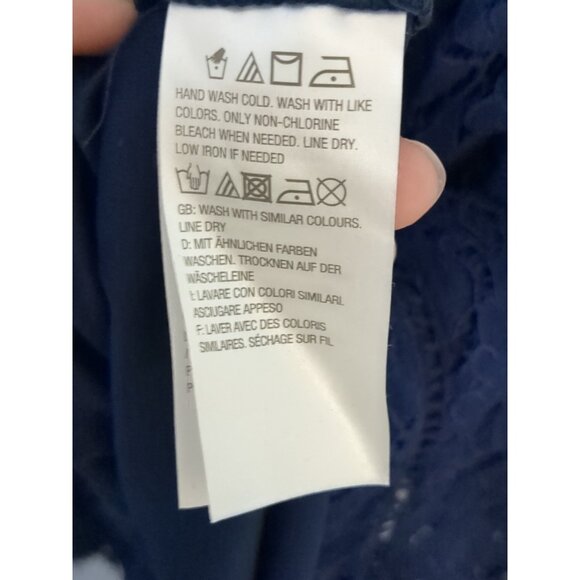 HAND WASH COLD. WASH WITH LIKE
COLORS. ONLY NON-CHLORINE
BLEACH WHEN NEEDED. LINE DRY.
LOW IRON IF NEEDED
GB: WASH WITH SIMILAR COLOURS.
LINE DRY
D: MIT ÄHNLICHEN FARBEN
WASCHEN. TROCKNEN AUF DER
WÄSCHELEINE
I: LAVARE CON COLORI SIMILARI.
ASCIUGARE APPESO
F: LAVER AVEC DES COLORIS
SIMILAIRES. SÉCHAGE SUR FIL